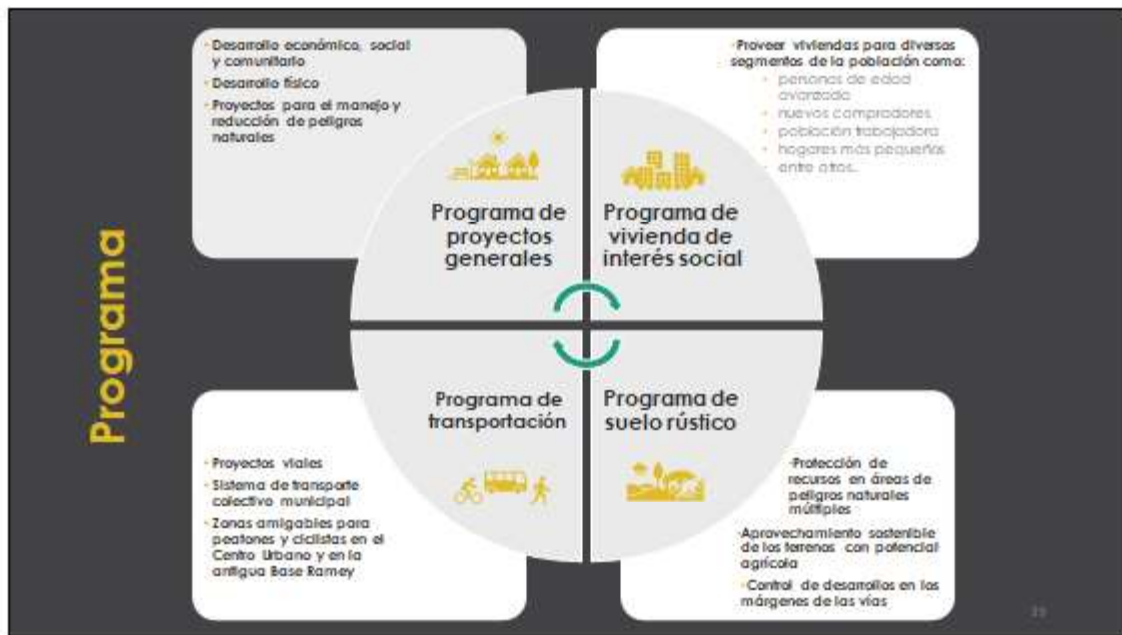 Programa
• Desarrollo económico, social
y comunitario
• Desarrollo físico
• Proyectos para el manejo y
reducción de peligros
naturales
• Proveer viviendas para diversos
segmentos de la población como:
• personas de edad
avanzada
• nuevos compradores
• población trabajadora
• hogares más pequeños
• entre otros..
Programa de
proyectos
generales
Programa de
vivienda de
interés social
Programa de
transportación
Programa de
suelo rústico
• Proyectos viales
• Sistema de transporte
colectivo municipal
• Zonas amigables para
peatones y ciclistas en el
Centro Urbano y en la
antigua Base Ramey
• Protección de
recursos en áreas de
peligros naturales
múltiples
• Aprovechamiento sostenible
de los terrenos con potencial
agrícola
• Control de desarrollos en los
márgenes de las vías